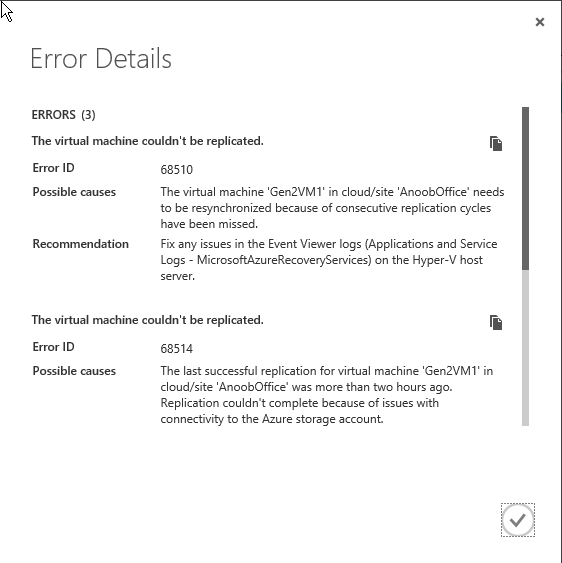 Error Details
ERRORS (3)
The virtual machine couldn't be replicated.
Error ID 68510
Possible causes The virtual machine 'Gen2VM1' in cloud/site 'AnoobOffice' needs
to be resynchronized because of consecutive replication cycles
have been missed.
Recommendation Fix any issues in the Event Viewer logs (Applications and Service
Logs - MicrosoftAzureRecoveryServices) on the Hyper-V host
server.
The virtual machine couldn't be replicated.
Error ID 68514
Possible causes The last successful replication for virtual machine 'Gen2VM1' in
cloud/site 'AnoobOffice' was more than two hours ago.
Replication couldn't complete because of issues with
connectivity to the Azure storage account.